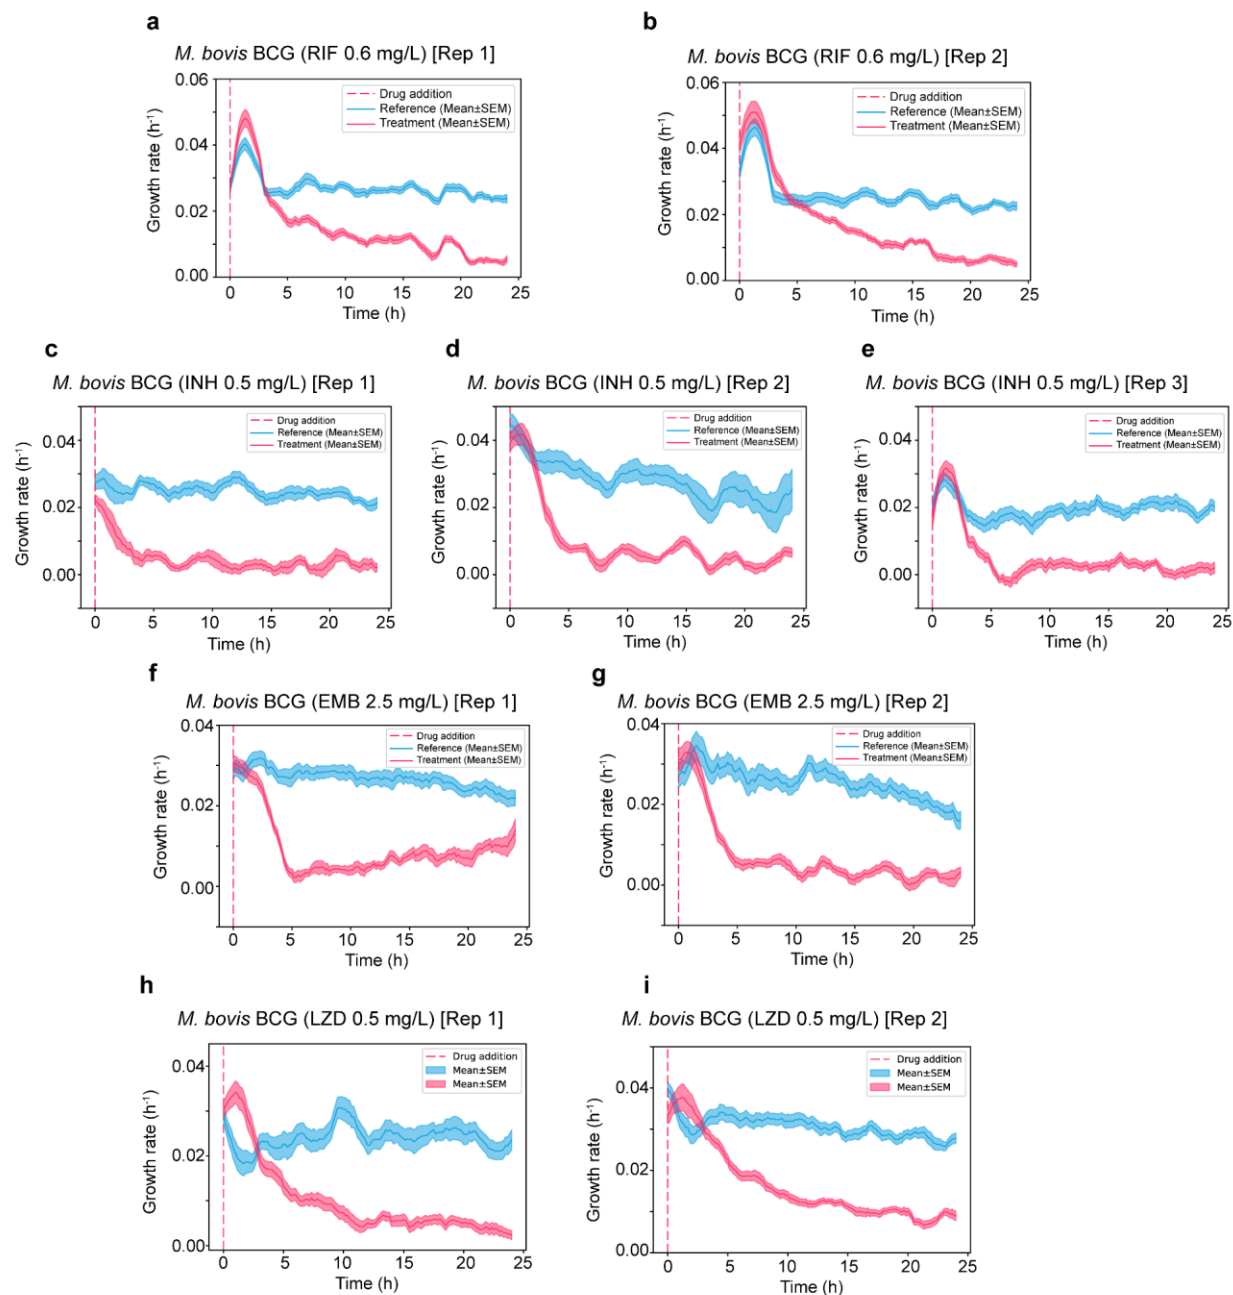 a
M. bovis BCG (RIF 0.6 mg/L) [Rep 1]
0.06
0.04
0.02
0.00
Growth rate (h⁻¹)
Drug addition
Reference (Mean±SEM)
Treatment (Mean±SEM)
0 5 10 15 20 25
Time (h)
b
M. bovis BCG (RIF 0.6 mg/L) [Rep 2]
0.06
0.04
0.02
0.00
Growth rate (h⁻¹)
Drug addition
Reference (Mean±SEM)
Treatment (Mean±SEM)
0 5 10 15 20 25
Time (h)
c
M. bovis BCG (INH 0.5 mg/L) [Rep 1]
0.04
0.02
0.00
Growth rate (h⁻¹)
Drug addition
Reference (Mean±SEM)
Treatment (Mean±SEM)
0 5 10 15 20 25
Time (h)
d
M. bovis BCG (INH 0.5 mg/L) [Rep 2]
0.04
0.02
0.00
Growth rate (h⁻¹)
Drug addition
Reference (Mean±SEM)
Treatment (Mean±SEM)
0 5 10 15 20 25
Time (h)
e
M. bovis BCG (INH 0.5 mg/L) [Rep 3]
0.04
0.02
0.00
Growth rate (h⁻¹)
Drug addition
Reference (Mean±SEM)
Treatment (Mean±SEM)
0 5 10 15 20 25
Time (h)
f
M. bovis BCG (EMB 2.5 mg/L) [Rep 1]
0.04
0.02
0.00
Growth rate (h⁻¹)
Drug addition
Reference (Mean±SEM)
Treatment (Mean±SEM)
0 5 10 15 20 25
Time (h)
g
M. bovis BCG (EMB 2.5 mg/L) [Rep 2]
0.04
0.02
0.00
Growth rate (h⁻¹)
Drug addition
Reference (Mean±SEM)
Treatment (Mean±SEM)
0 5 10 15 20 25
Time (h)
h
M. bovis BCG (LZD 0.5 mg/L) [Rep 1]
0.04
0.02
0.00
Growth rate (h⁻¹)
Drug addition
Mean±SEM
Mean±SEM
0 5 10 15 20 25
Time (h)
i
M. bovis BCG (LZD 0.5 mg/L) [Rep 2]
0.04
0.02
0.00
Growth rate (h⁻¹)
Drug addition
Mean±SEM
Mean±SEM
0 5 10 15 20 25
Time (h)